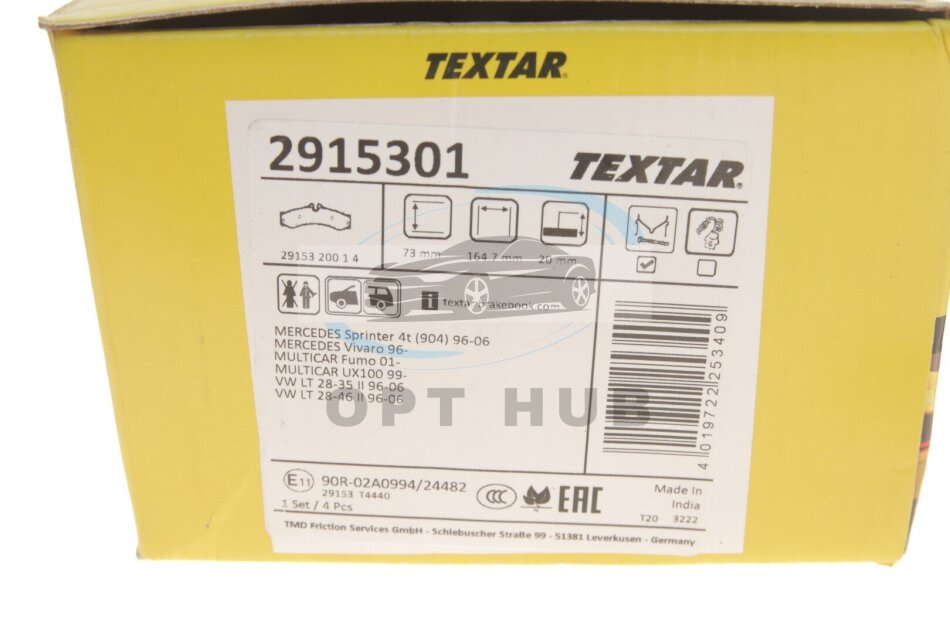 TEXTAR
2915301 TEXTAR
29153 200 1 4 73 mm 164.7 mm 20 mm
i textarbrakebook.com
MERCEDES Sprinter 4t (904) 96-06
MERCEDES Vivaro 96-
MULTICAR Fumo 01-
MULTICAR UX100 99-
VW LT 28-35 II 96-06
VW LT 28-46 II 96-06
OPT HUB
4 019722 253409
E11 90R-02A0994/24482
29153 T4440
1 Set / 4 Pcs
CCC EAC
Made In
India
T20 3222
TMD Friction Services GmbH - Schlebuscher Straße 99 - 51381 Leverkusen - Germany